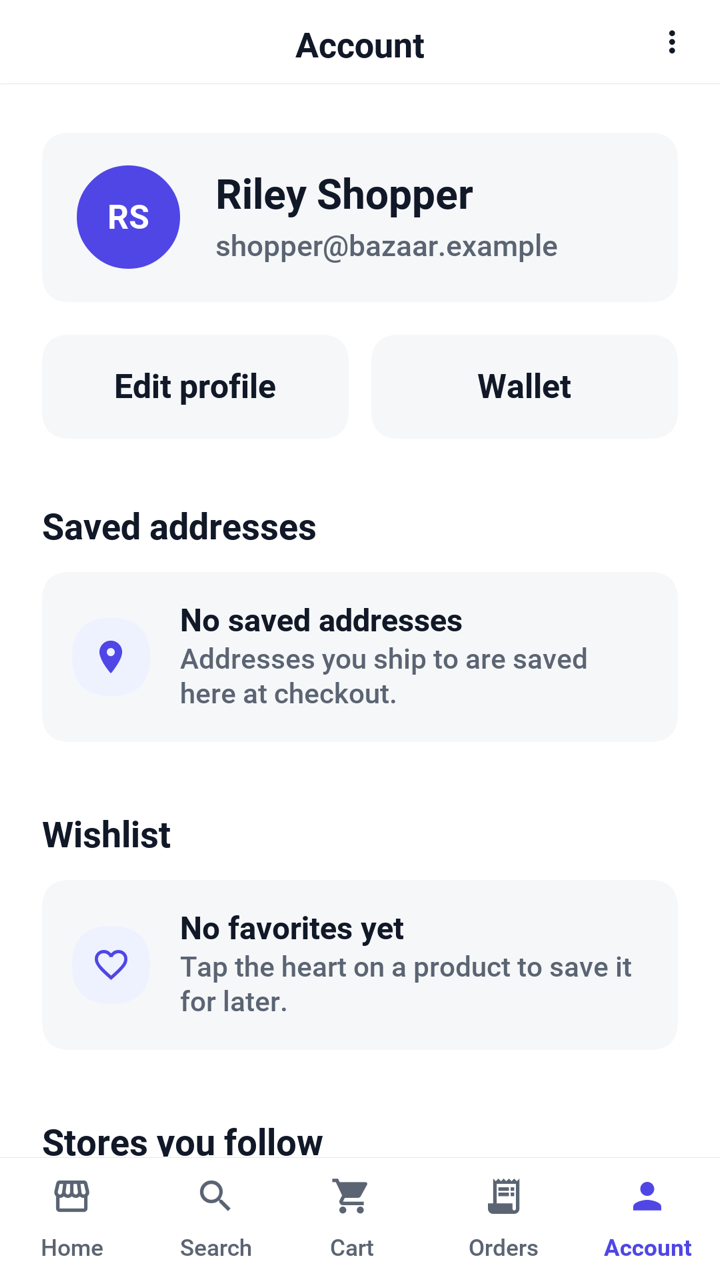 Account
RS
Riley Shopper
shopper@bazaar.example
Edit profile
Wallet
Saved addresses
No saved addresses
Addresses you ship to are saved
here at checkout.
Wishlist
No favorites yet
Tap the heart on a product to save it
for later.
Stores you follow
Home
Search
Cart
Orders
Account